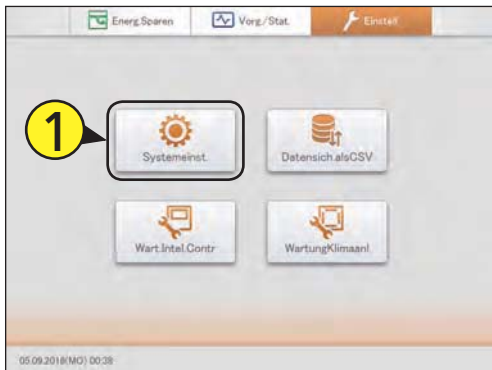 Energ.Sparen Vorg./Stat. Einstell
1
Systemeinst. Datensich.alsCSV
Wart.Intel.Contr WartungKlimaanl.
05.09.2018(MO) 00:38